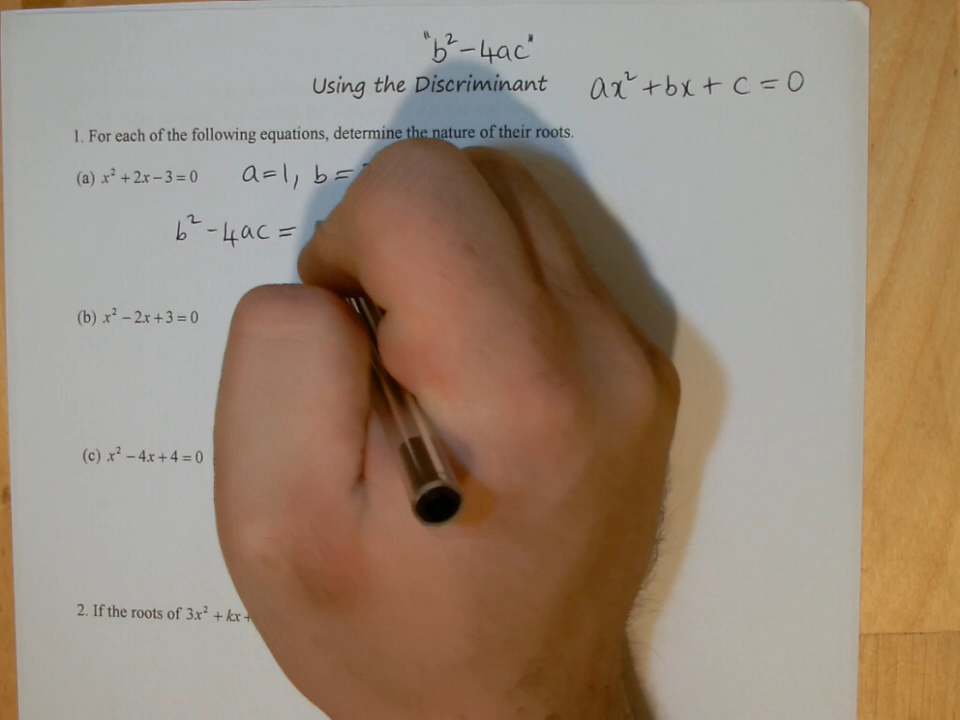 "b²-4ac"
Using the Discriminant ax²+bx+c=0
1. For each of the following equations, determine the nature of their roots.
(a) x²+2x-3=0 a=1, b=
b²-4ac=
(b) x²-2x+3=0
(c) x²-4x+4=0
2. If the roots of 3x²+kx+